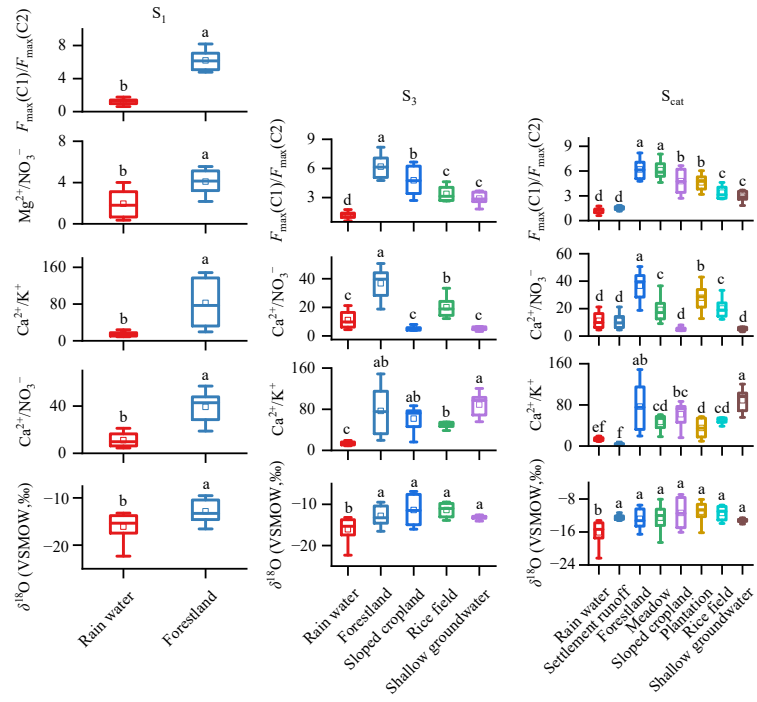 S1
Fmax(C1)/Fmax(C2)
8
4
0
b
a
Mg2+/NO3−
8
4
0
b
a
Ca2+/K+
160
80
0
b
a
Ca2+/NO3−
40
0
b
a
δ18O (VSMOW,‰)
−10
−20
b
a
Rain water
Forestland
S3
Fmax(C1)/Fmax(C2)
9
6
3
d
a
b
c
c
Ca2+/NO3−
40
20
0
c
a
c
b
c
Ca2+/K+
160
80
0
c
ab
ab
b
a
δ18O (VSMOW,‰)
−10
−20
b
a
a
a
a
Rain water
Forestland
Sloped cropland
Rice field
Shallow groundwater
Scat
Fmax(C1)/Fmax(C2)
9
6
3
0
d
d
a
a
b
b
c
c
Ca2+/NO3−
60
40
20
0
d
d
a
c
d
b
c
d
Ca2+/K+
160
80
0
ef
f
ab
cd
bc
d
cd
a
δ18O (VSMOW,‰)
−8
−16
−24
b
a
a
a
a
a
a
a
Rain water
Settlement runoff
Forestland
Meadow
Sloped cropland
Plantation
Rice field
Shallow groundwater